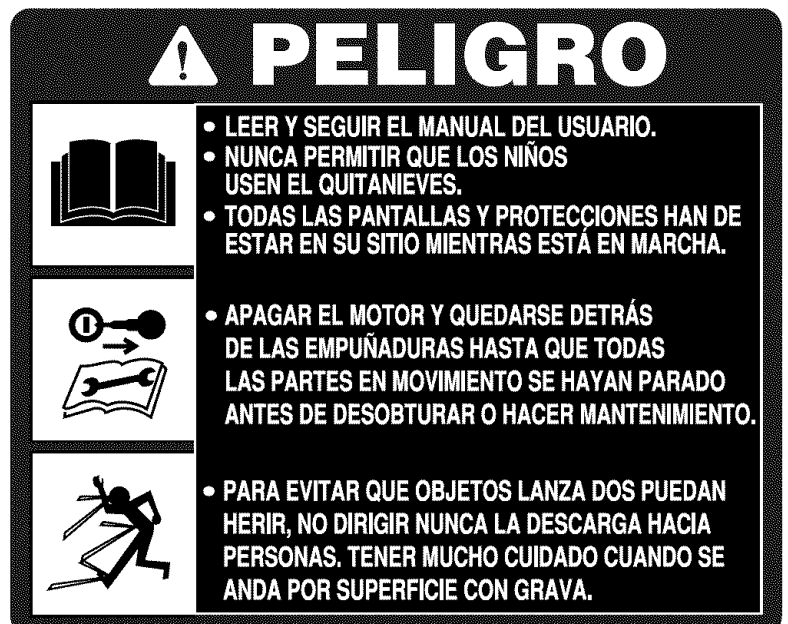 PELIGRO
• LEER Y SEGUIR EL MANUAL DEL USUARIO.
• NUNCA PERMITIR QUE LOS NIÑOS
USEN EL QUITANIEVES.
• TODAS LAS PANTALLAS Y PROTECCIONES HAN DE
ESTAR EN SU SITIO MIENTRAS ESTÁ EN MARCHA.
• APAGAR EL MOTOR Y QUEDARSE DETRÁS
DE LAS EMPUÑADURAS HASTA QUE TODAS
LAS PARTES EN MOVIMIENTO SE HAYAN PARADO
ANTES DE DESOBTURAR O HACER MANTENIMIENTO.
• PARA EVITAR QUE OBJETOS LANZA DOS PUEDAN
HERIR, NO DIRIGIR NUNCA LA DESCARGA HACIA
PERSONAS. TENER MUCHO CUIDADO CUANDO SE
ANDA POR SUPERFICIE CON GRAVA.